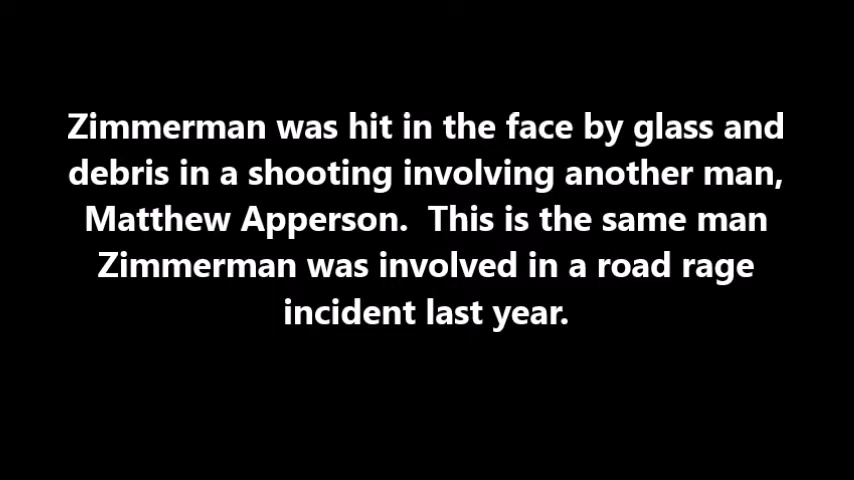 Zimmerman was hit in the face by glass and
debris in a shooting involving another man,
Matthew Apperson.  This is the same man
Zimmerman was involved in a road rage
incident last year.